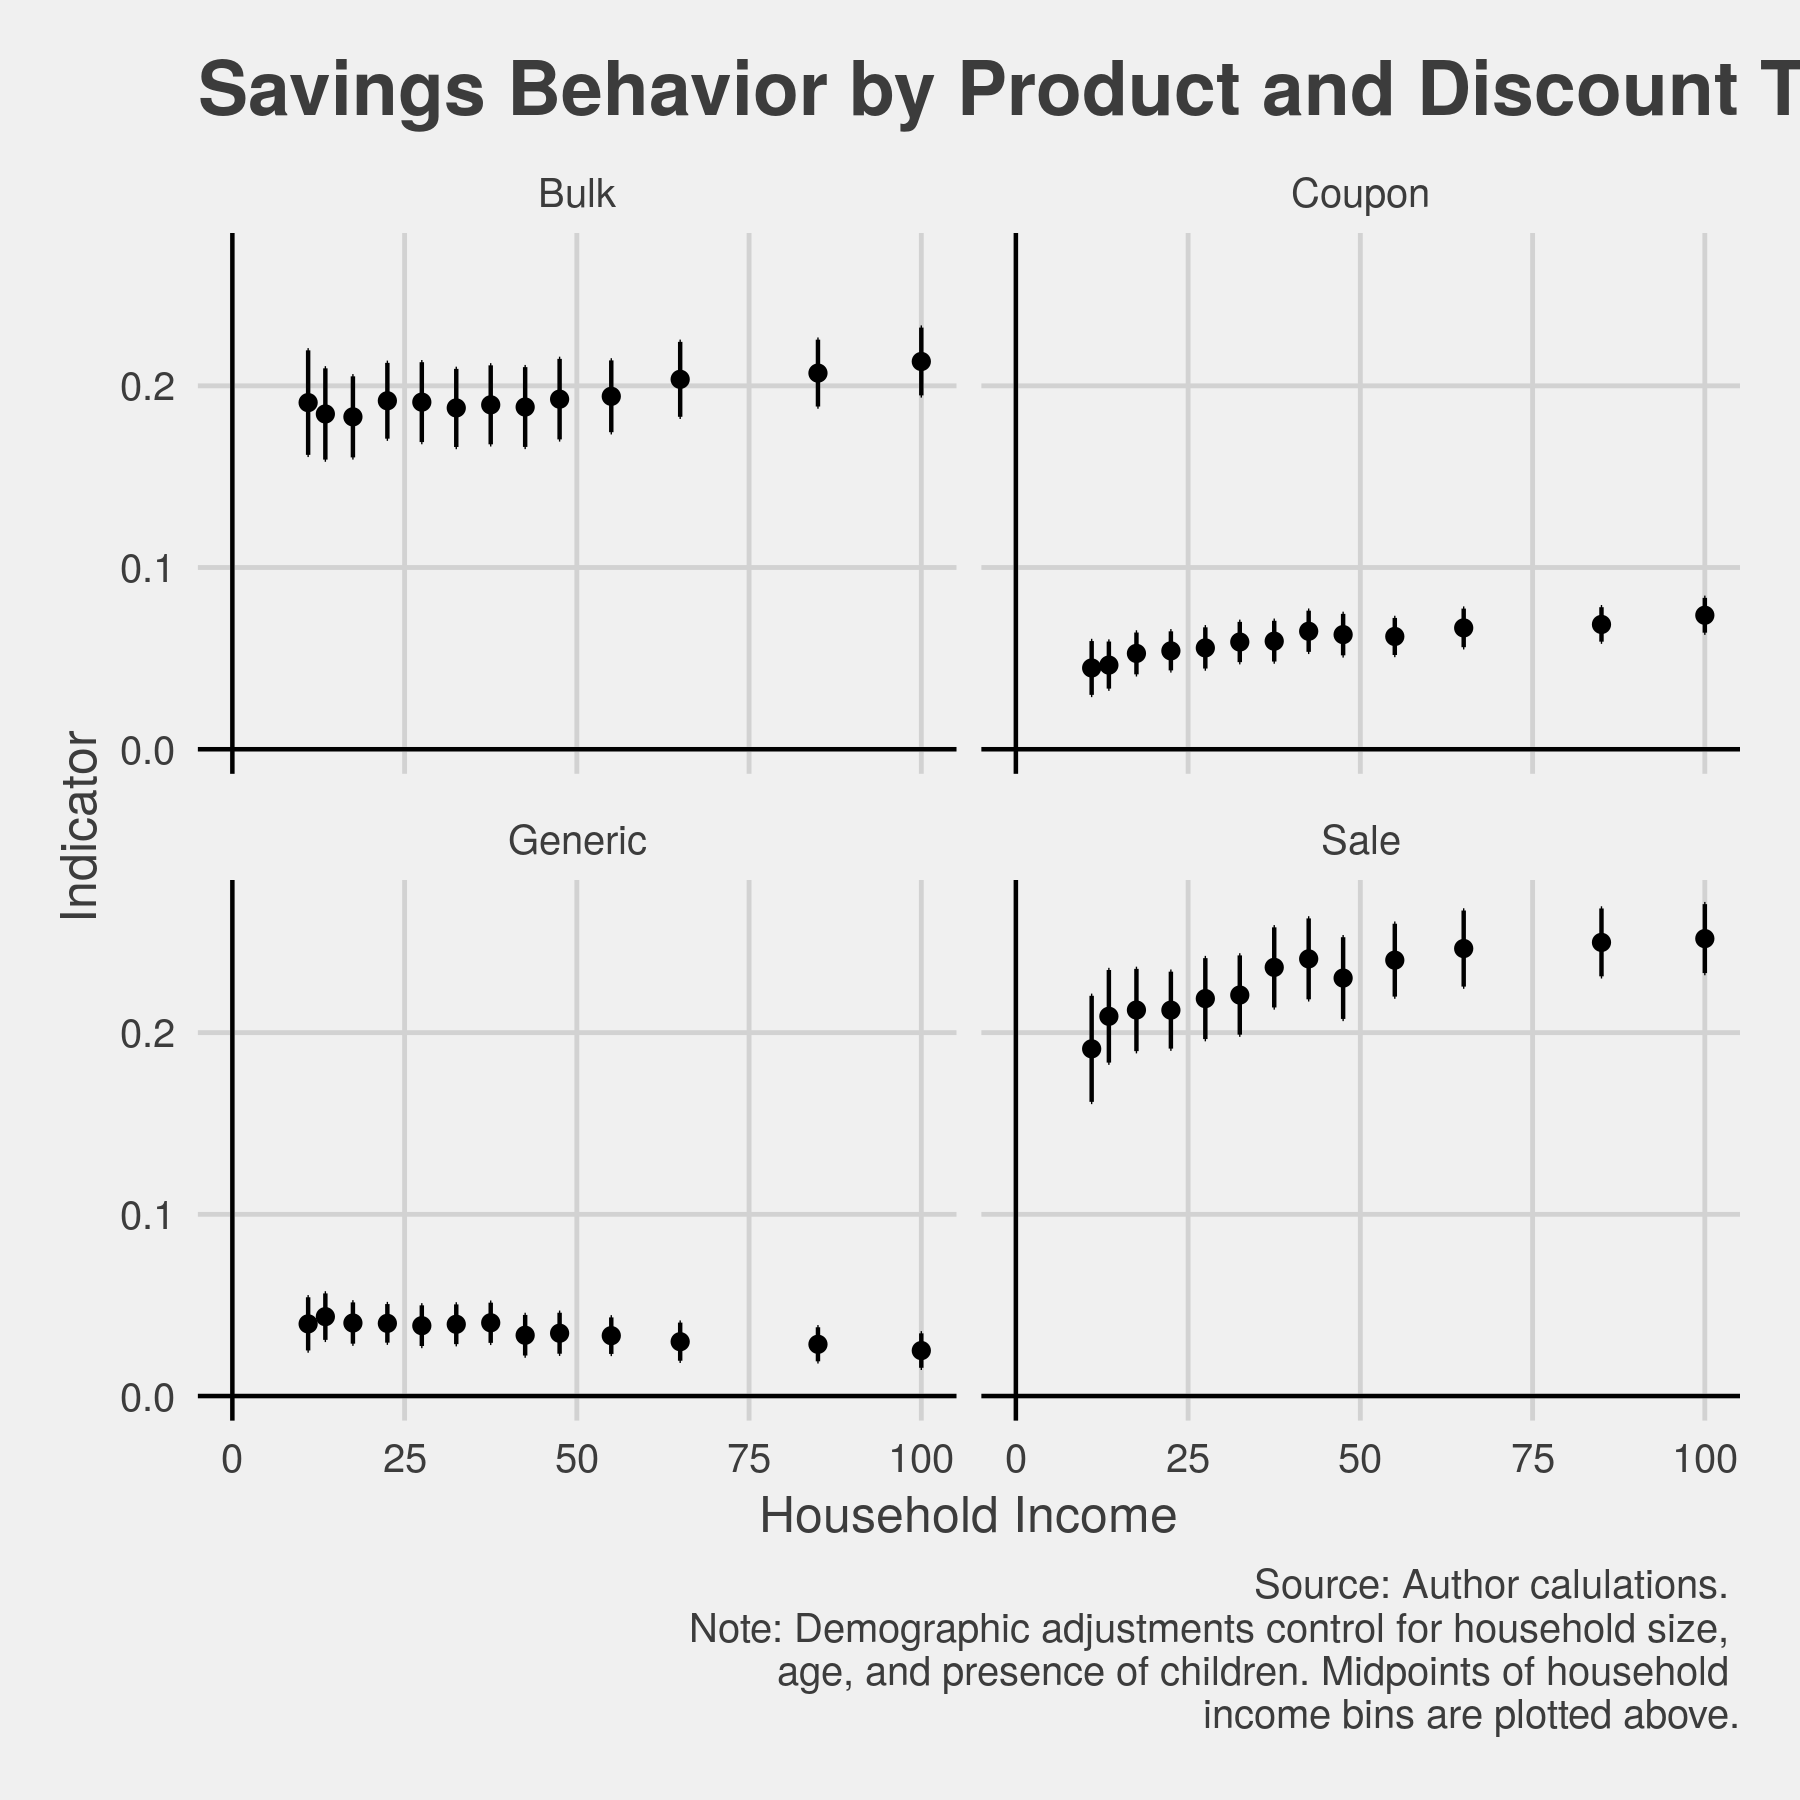 Savings Behavior by Product and Discount T
Bulk
Coupon
0.2
0.1
0.0
Indicator
Generic
Sale
0.2
0.1
0.0
0 25 50 75 100 0 25 50 75 100
Household Income
Source: Author calulations.
Note: Demographic adjustments control for household size,
age, and presence of children. Midpoints of household
income bins are plotted above.